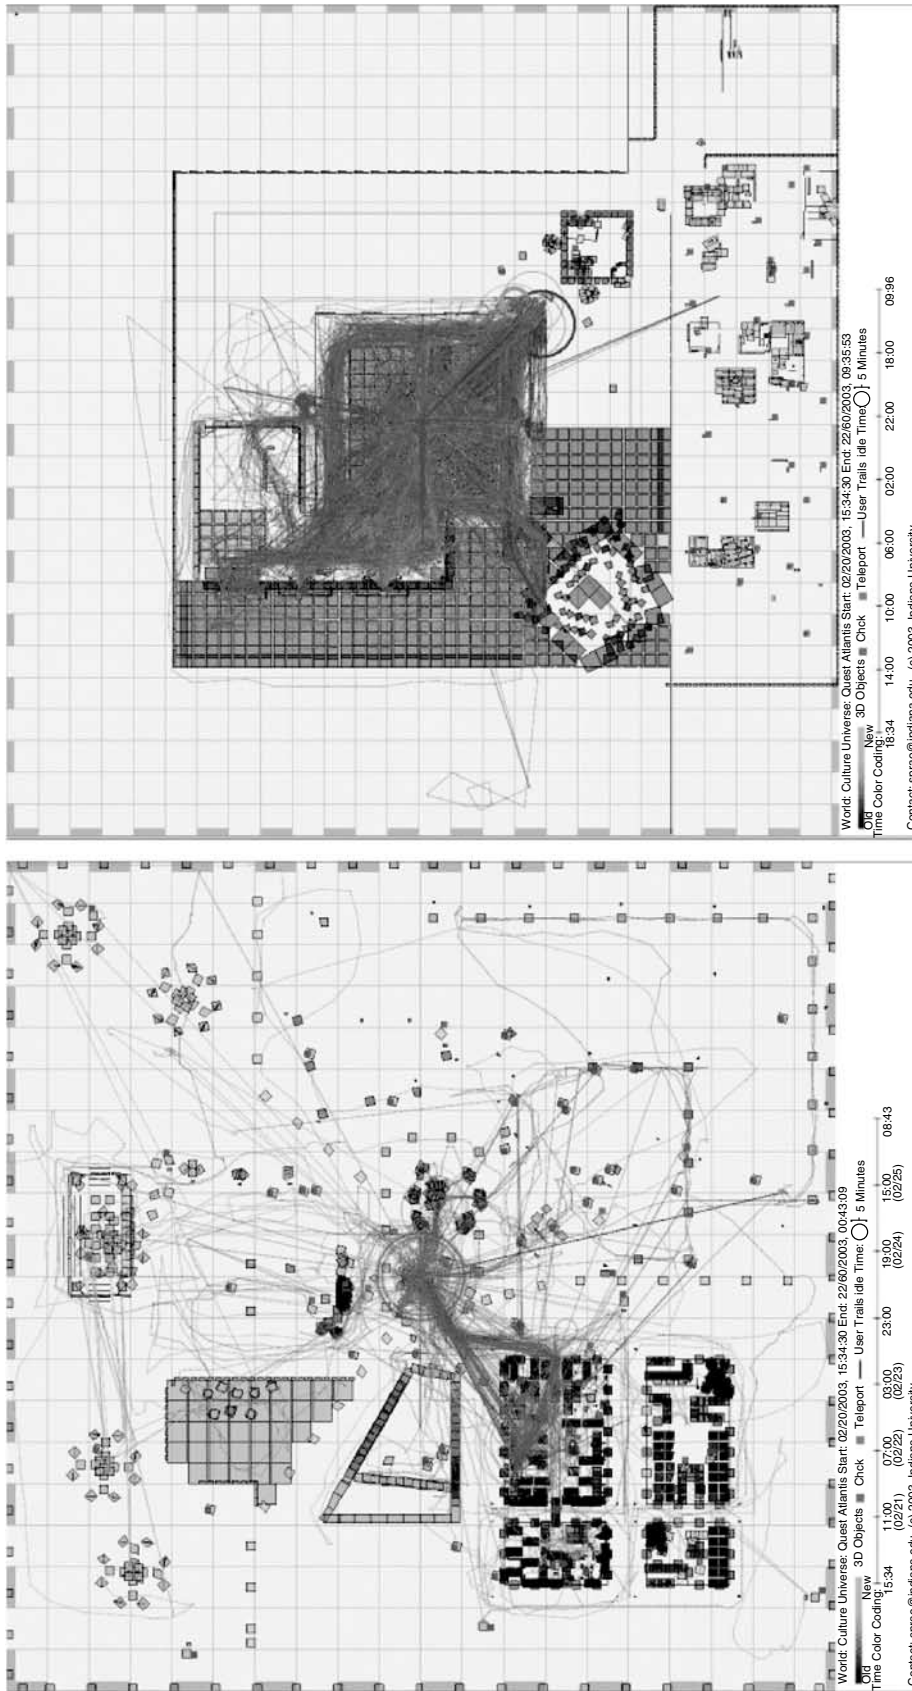 World: Culture Universe: Quest Atlantis Start: 02/20/2003, 15:34:30 End: 22/60/2003, 09:35:53
3D Objects Chck Teleport User Trails idle Time 5 Minutes
Old New
Time Color Coding:
18:34 14:00 10:00 06:00 02:00 22:00 18:00 09:96
World: Culture Universe: Quest Atlantis Start: 02/20/2003, 15:34:30 End: 22/60/2003, 00:43:09
3D Objects Chck Teleport User Trails idle Time: 5 Minutes
Old New
Time Color Coding:
15:34 11:00 07:00 03:00 23:00 19:00 15:00 08:43
(02/21) (02/22) (02/23) (02/24) (02/25)